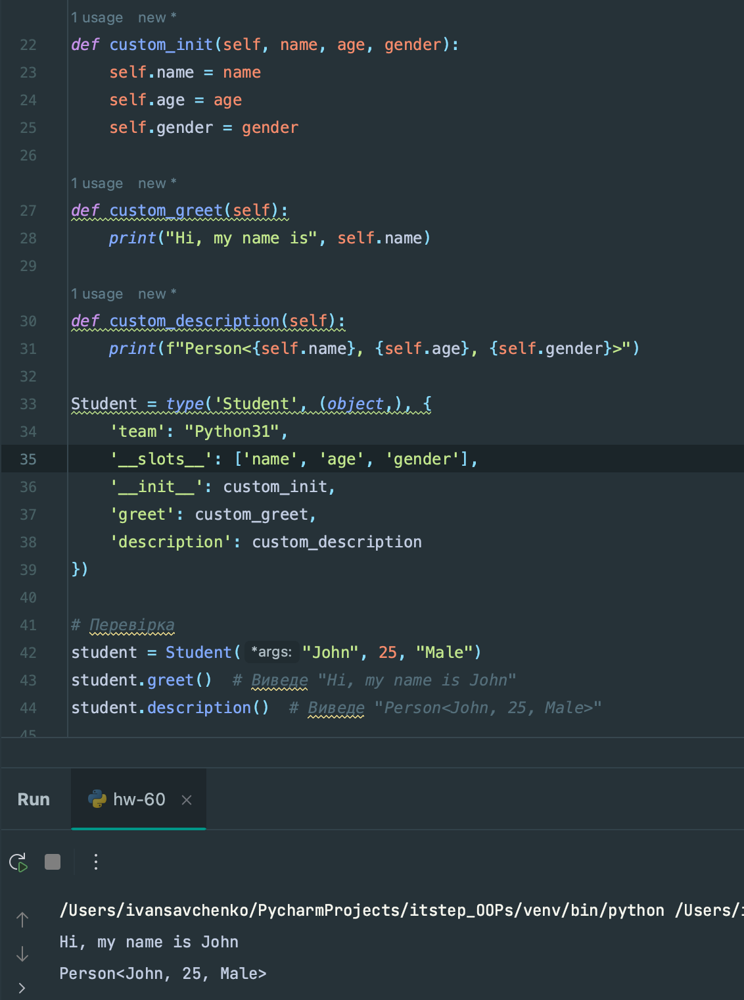 1 usage   new *
22 def custom_init(self, name, age, gender):
23     self.name = name
24     self.age = age
25     self.gender = gender
26
1 usage   new *
27 def custom_greet(self):
28     print("Hi, my name is", self.name)
29
1 usage   new *
30 def custom_description(self):
31     print(f"Person<{self.name}, {self.age}, {self.gender}>")
32
33 Student = type('Student', (object,), {
34     'team': "Python31",
35     '__slots__': ['name', 'age', 'gender'],
36     '__init__': custom_init,
37     'greet': custom_greet,
38     'description': custom_description
39 })
40
41 # Перевірка
42 student = Student( *args: "John", 25, "Male")
43 student.greet()  # Виведе "Hi, my name is John"
44 student.description()  # Виведе "Person<John, 25, Male>"
45
Run   hw-60
/Users/ivansavchenko/PycharmProjects/itstep_OOPs/venv/bin/python /Users/
Hi, my name is John
Person<John, 25, Male>